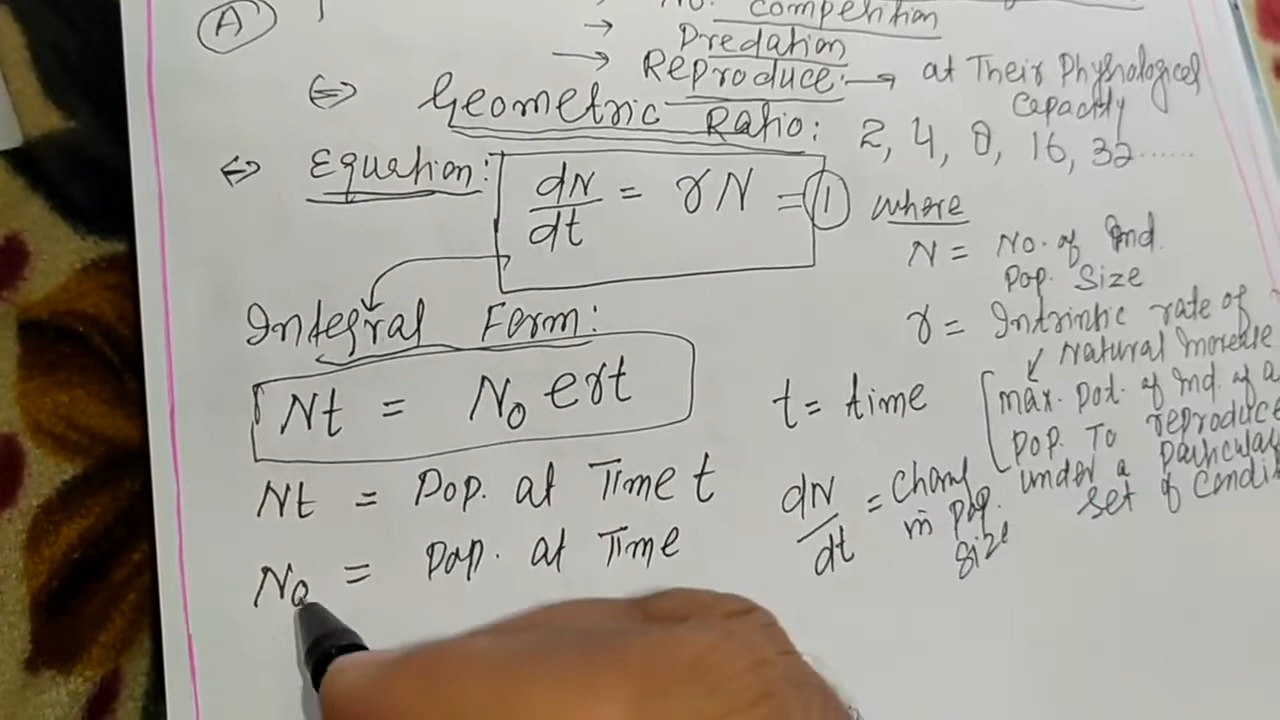 (A)
→ No. Competition
→ Predation
→ Reproduce: → at Their Physiological Capacity
⇔ Geometric Ratio: 2, 4, 8, 16, 32......
⇔ Equation: dN/dt = rN = ① where
N = No. of Ind.
Pop. Size
r = Intrinsic rate of
Natural Increase
Integral Form:
Nt = N₀ ert
t = time
[max. pot. of Ind. of a
Pop. To reproduce
under a particular
set of Condi
Nt = Pop. at Time t
dN/dt = Chang in Pop. Size
N₀ = Pop. at Time